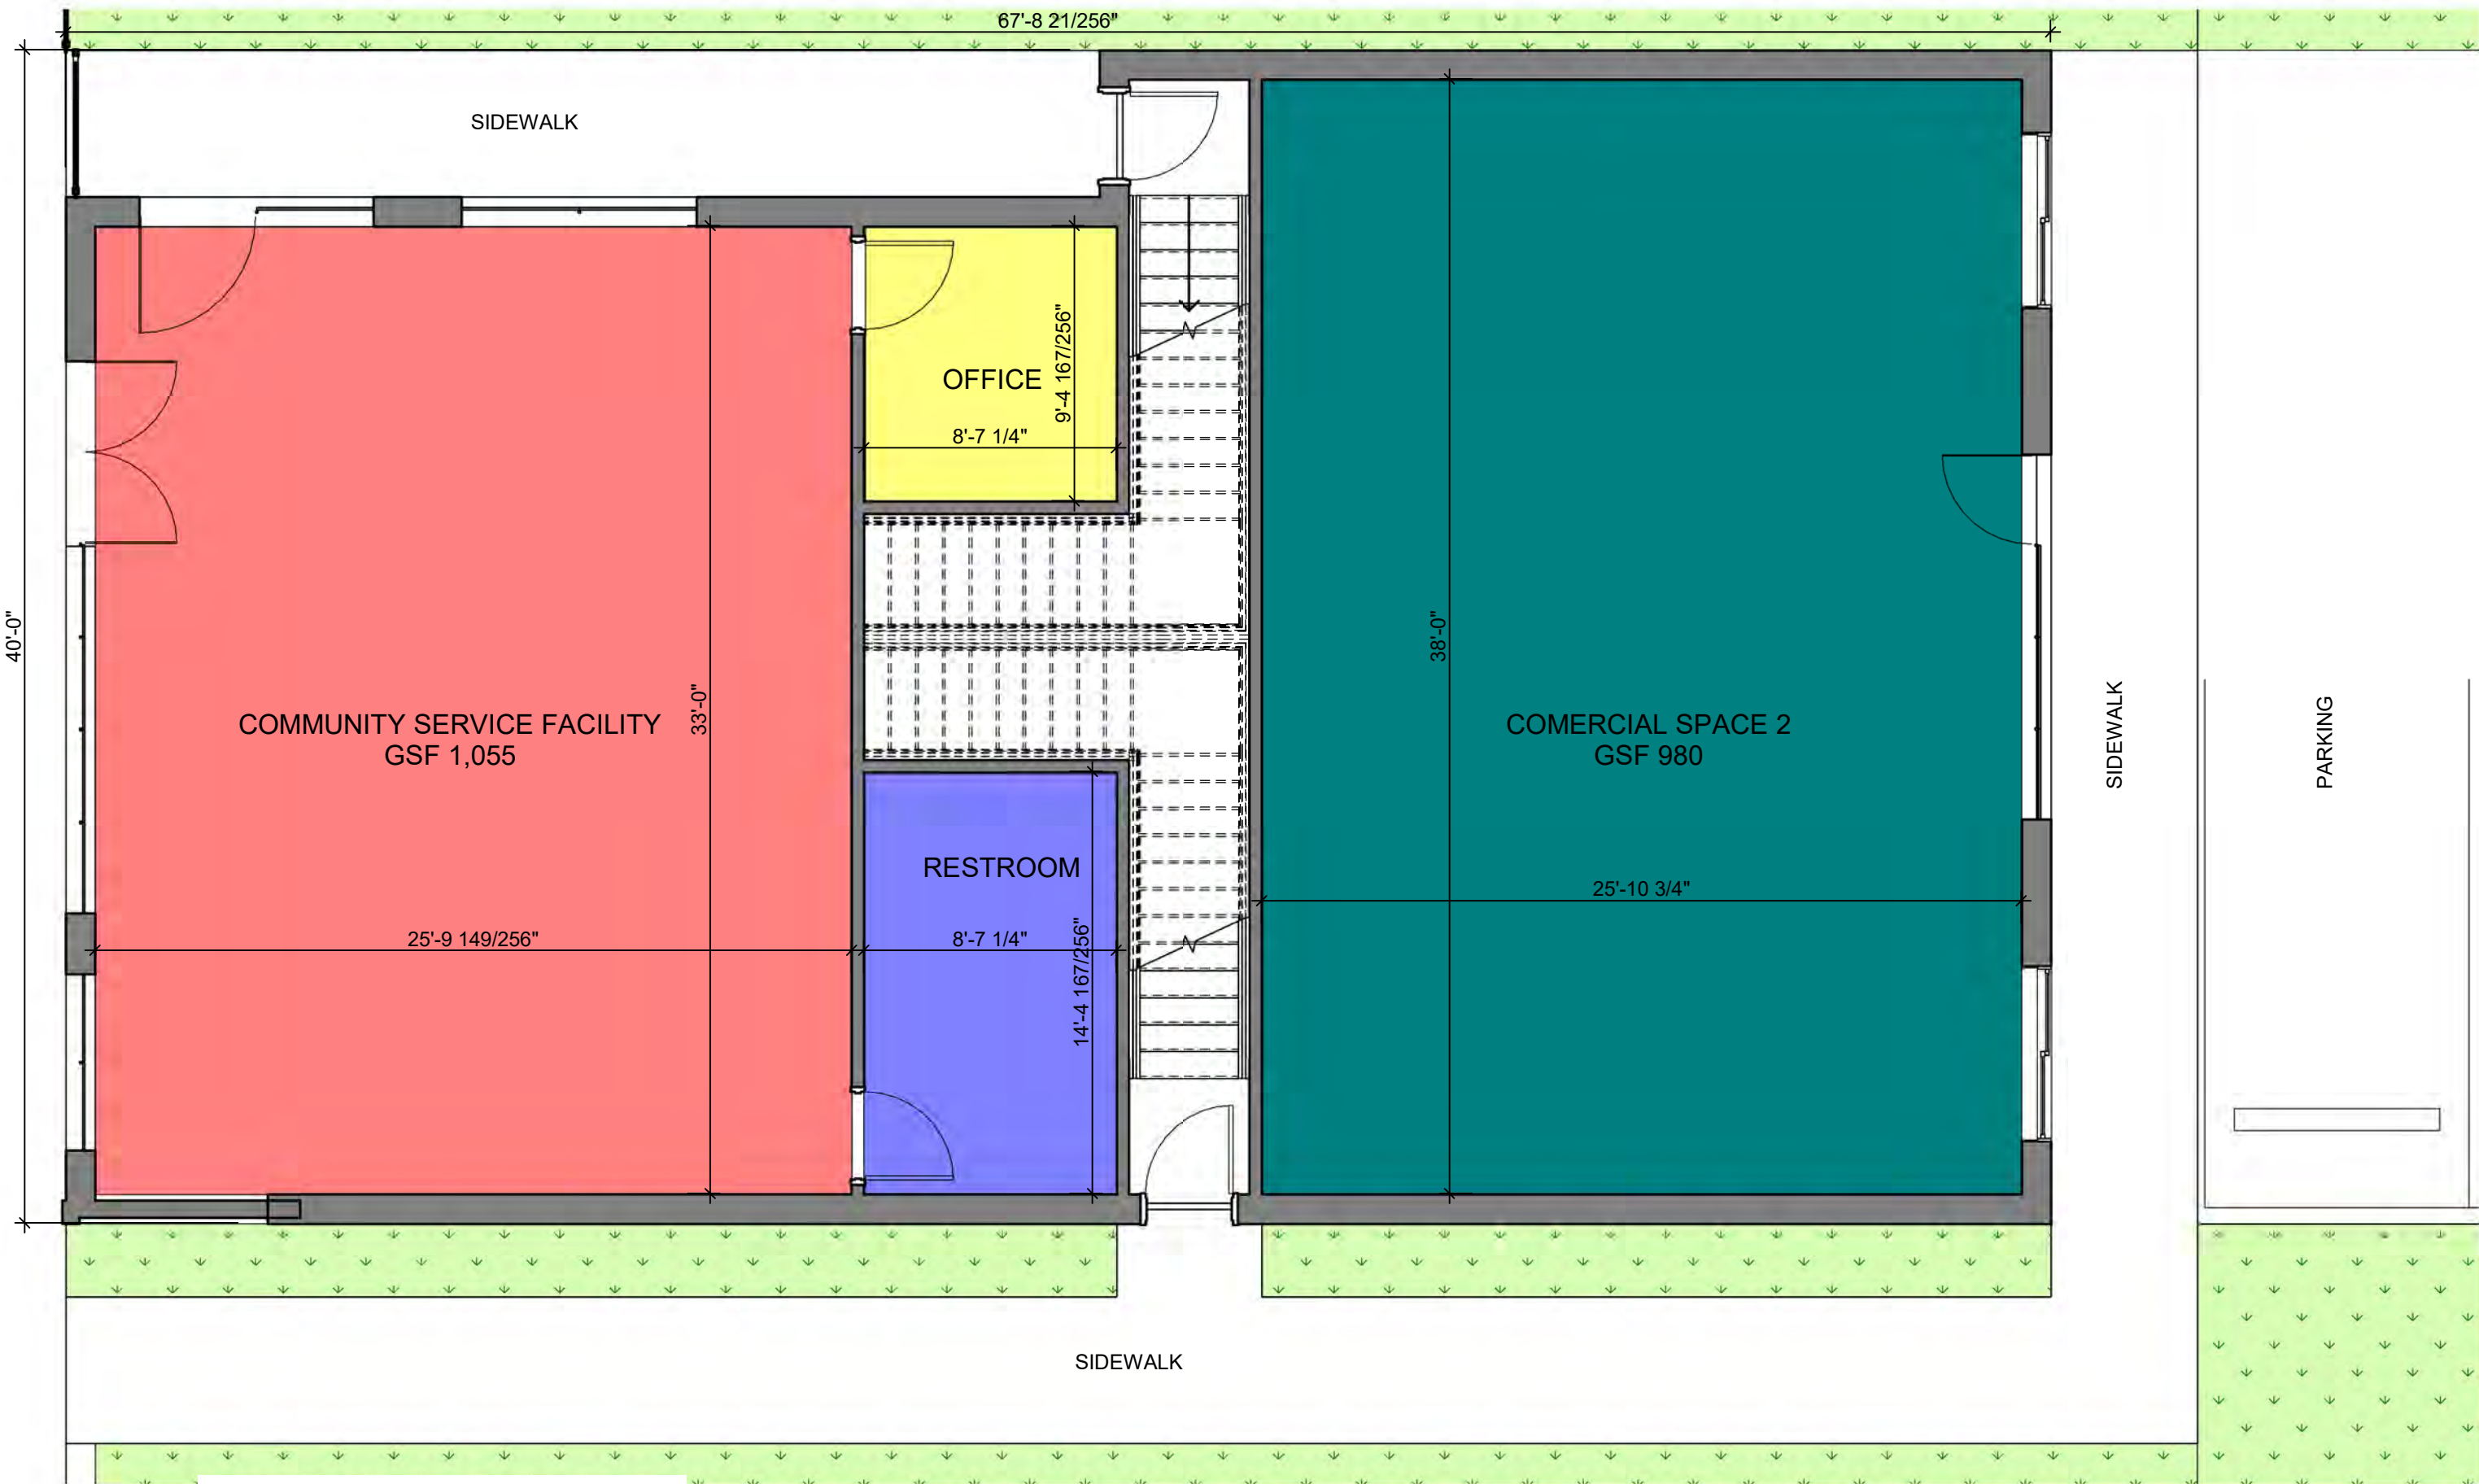 67'-8 21/256"
SIDEWALK
OFFICE
9'-4 167/256"
8'-7 1/4"
40'-0"
38'-0"
COMMUNITY SERVICE FACILITY
GSF 1,055
33'-0"
COMERCIAL SPACE 2
GSF 980
SIDEWALK
PARKING
RESTROOM
25'-10 3/4"
25'-9 149/256"
8'-7 1/4"
14'-4 167/256"
SIDEWALK